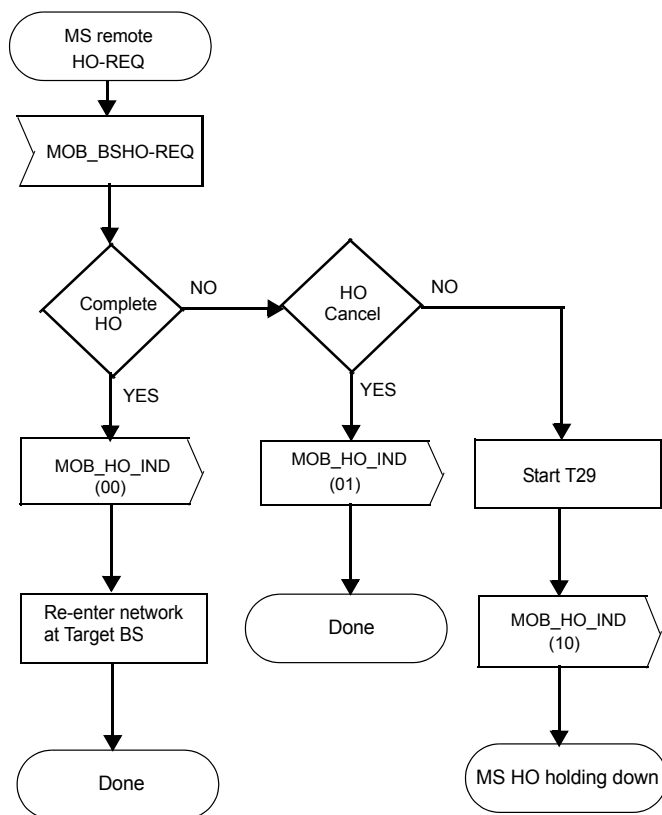 MS remote
HO-REQ
MOB_BSHO-REQ
Complete
HO
NO
HO
Cancel
NO
YES
YES
MOB_HO_IND
(00)
MOB_HO_IND
(01)
Start T29
Re-enter network
at Target BS
Done
MOB_HO_IND
(10)
Done
MS HO holding down